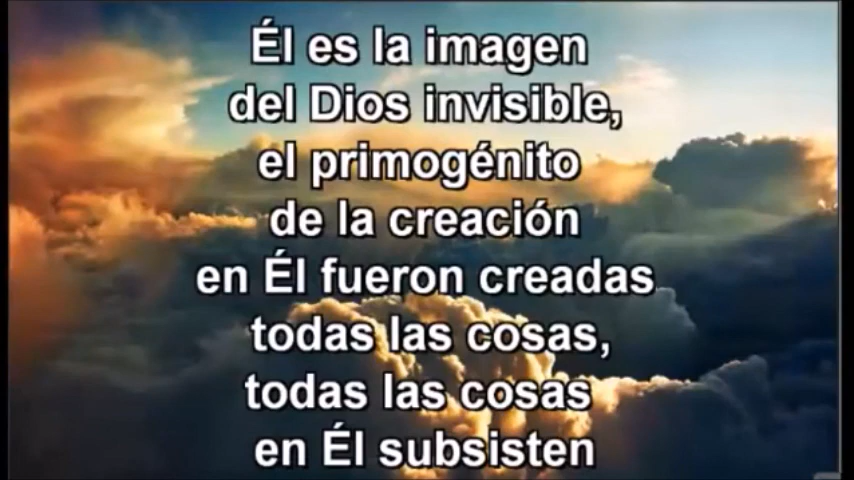 Él es la imagen
del Dios invisible,
el primogénito
de la creación
en Él fueron creadas
todas las cosas,
todas las cosas
en Él subsisten